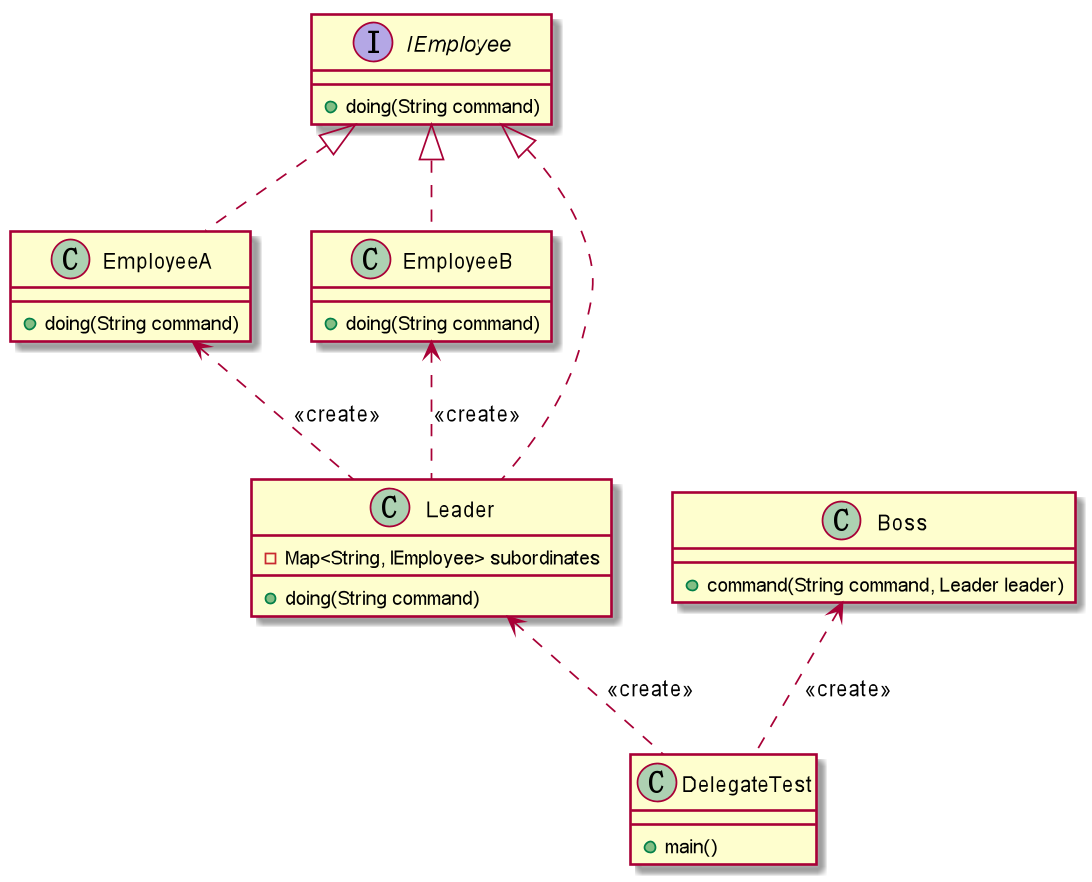 I IEmployee
doing(String command)
C EmployeeA
doing(String command)
C EmployeeB
doing(String command)
«create»
«create»
C Leader
Map<String, IEmployee> subordinates
doing(String command)
C Boss
command(String command, Leader leader)
«create»
«create»
C DelegateTest
main()